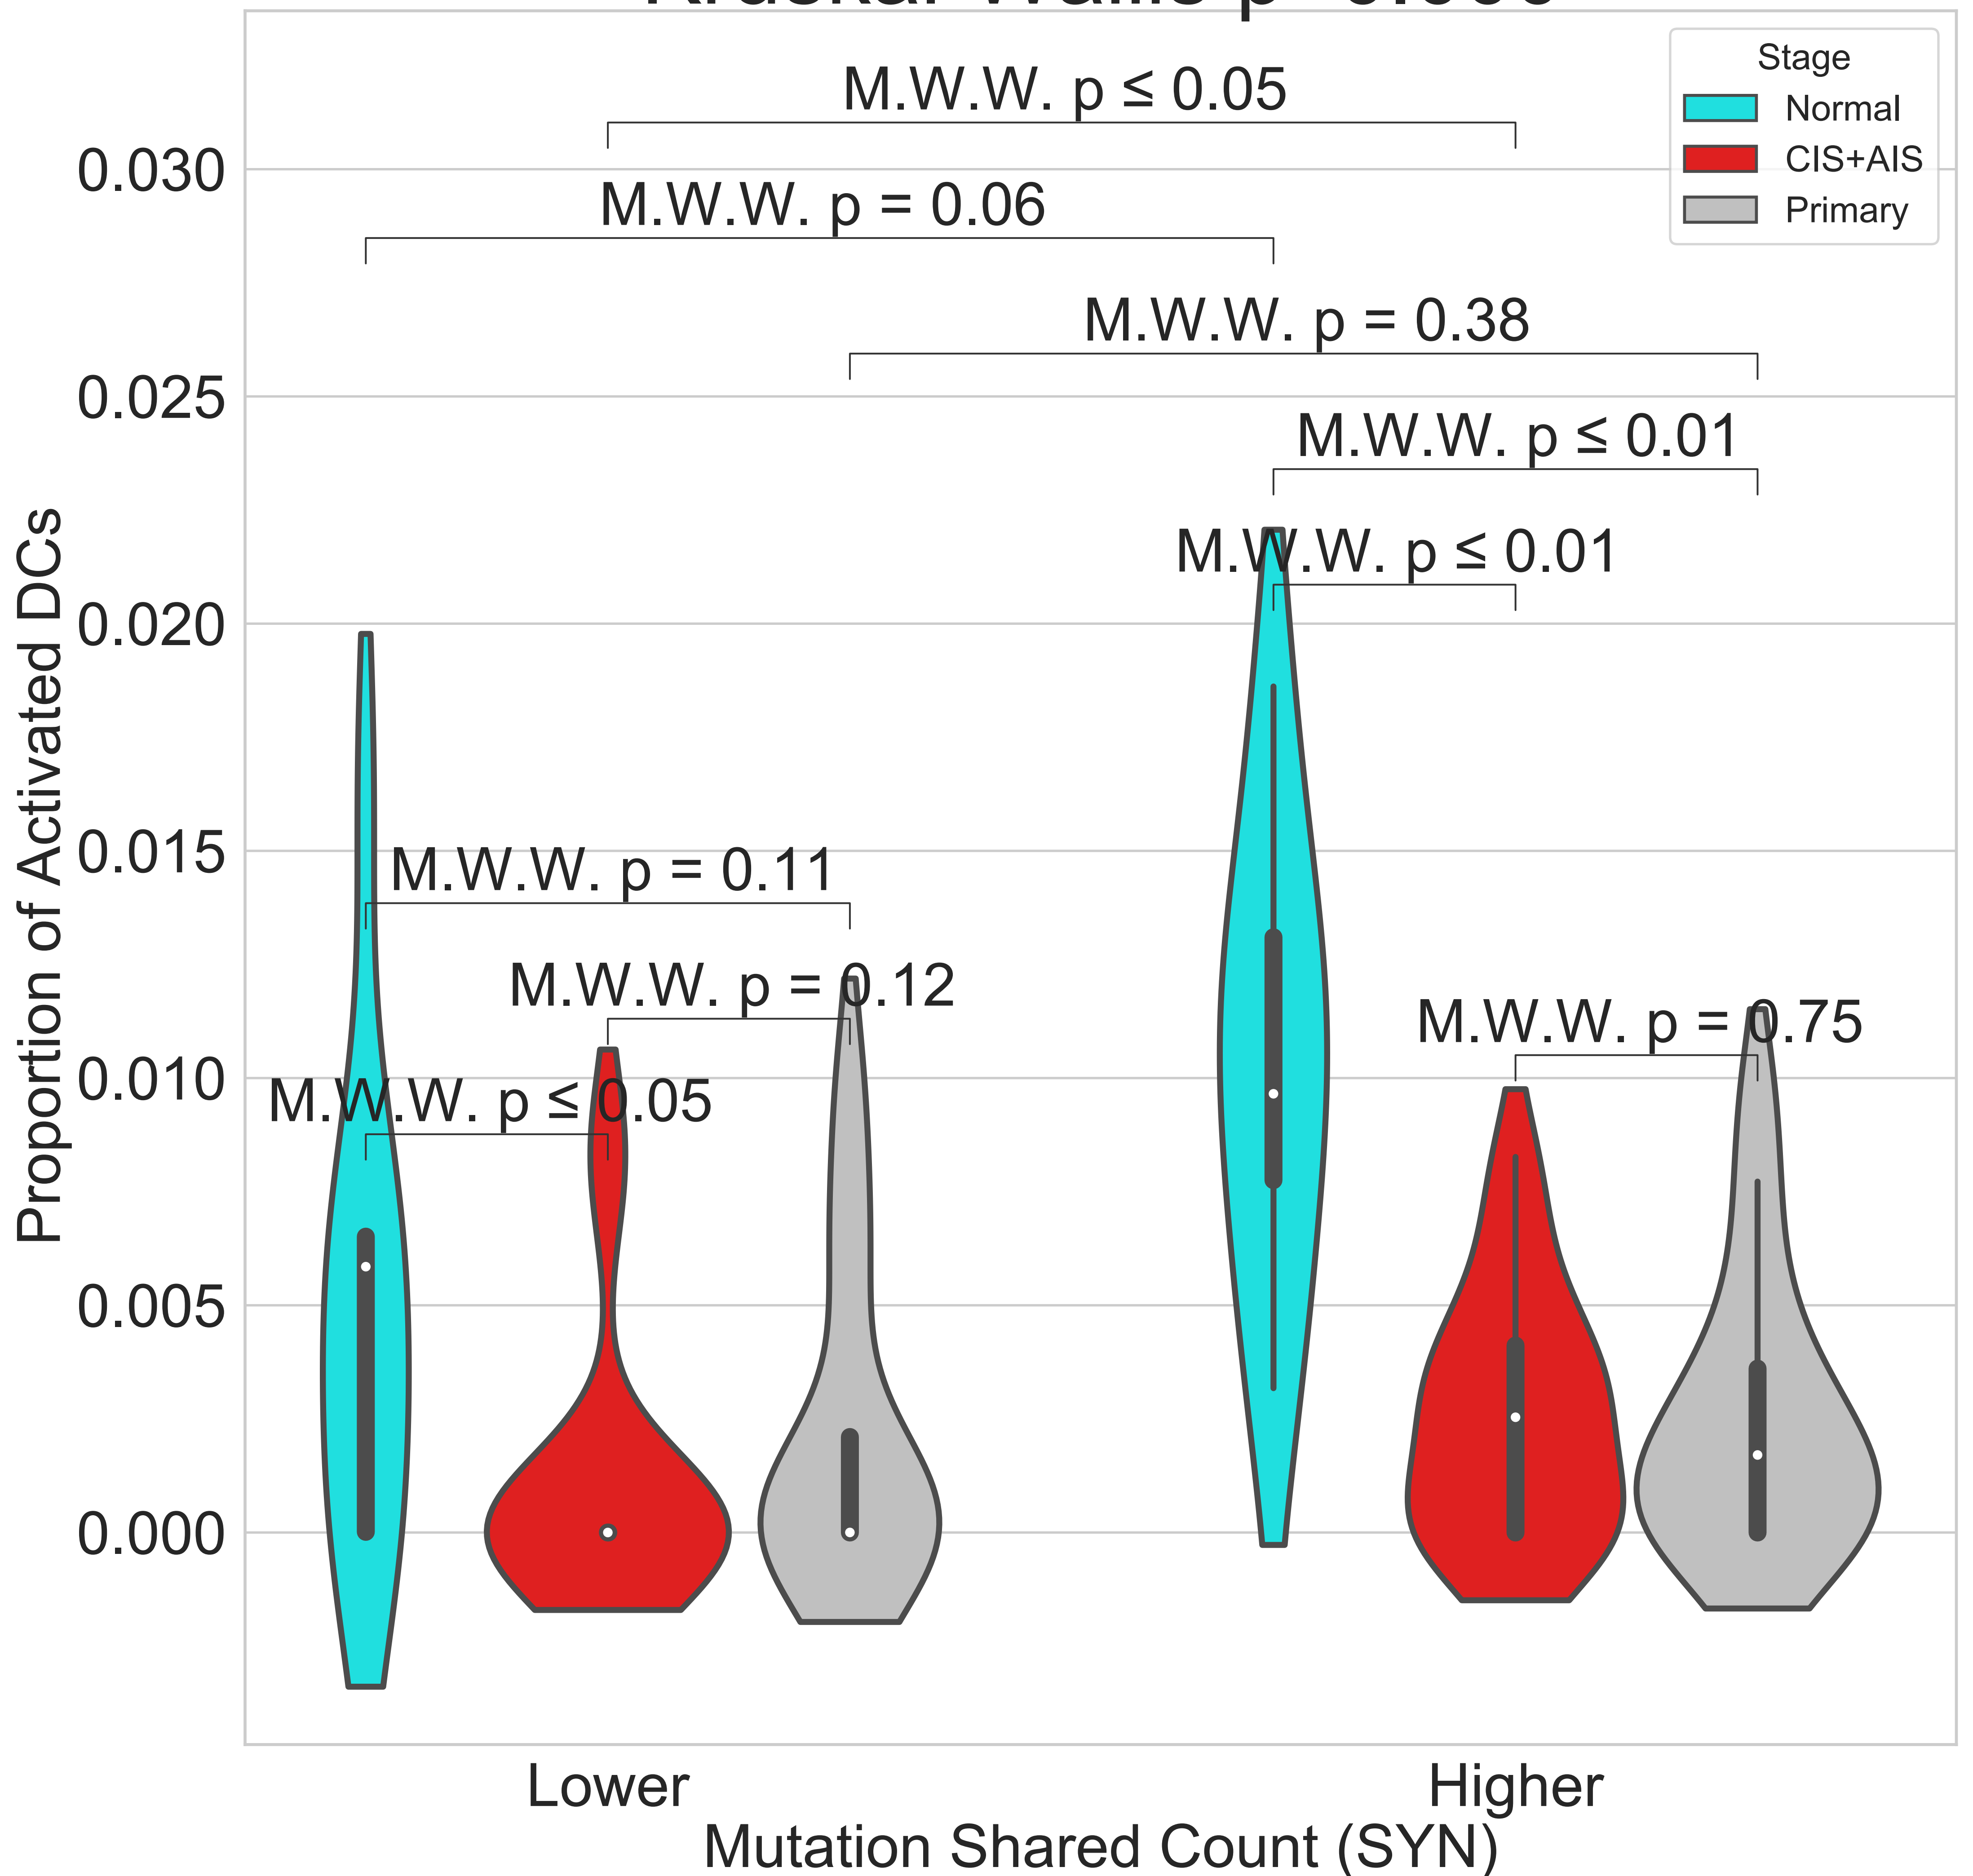 Stage
Normal
CIS+AIS
Primary
M.W.W. p ≤ 0.05
M.W.W. p = 0.06
M.W.W. p = 0.38
M.W.W. p ≤ 0.01
M.W.W. p ≤ 0.01
M.W.W. p = 0.11
M.W.W. p = 0.12
M.W.W. p = 0.75
M.W.W. p ≤ 0.05
0.030
0.025
0.020
0.015
0.010
0.005
0.000
Proportion of Activated DCs
Lower
Higher
Mutation Shared Count (SYN)